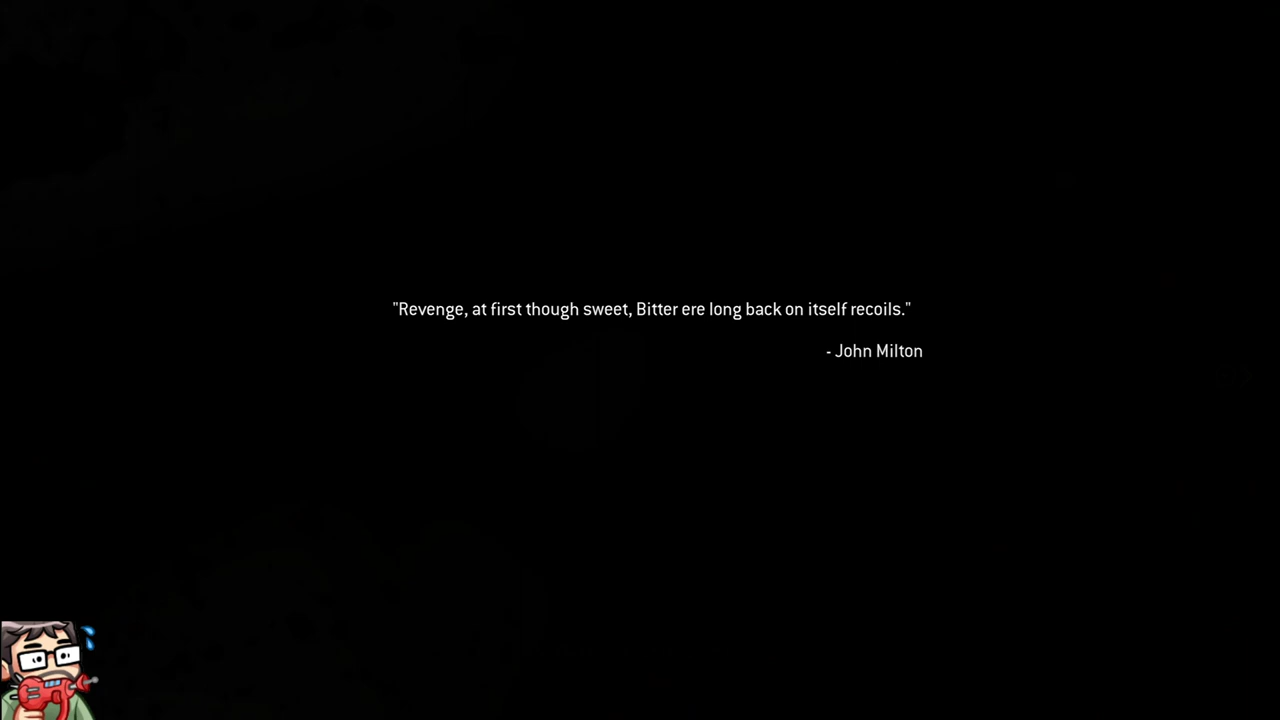 "Revenge, at first though sweet, Bitter ere long back on itself recoils."
- John Milton